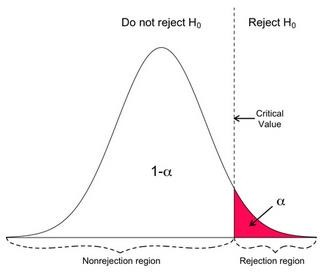 Do not reject H₀
Reject H₀
Critical
Value
1-α
α
Nonrejection region
Rejection region